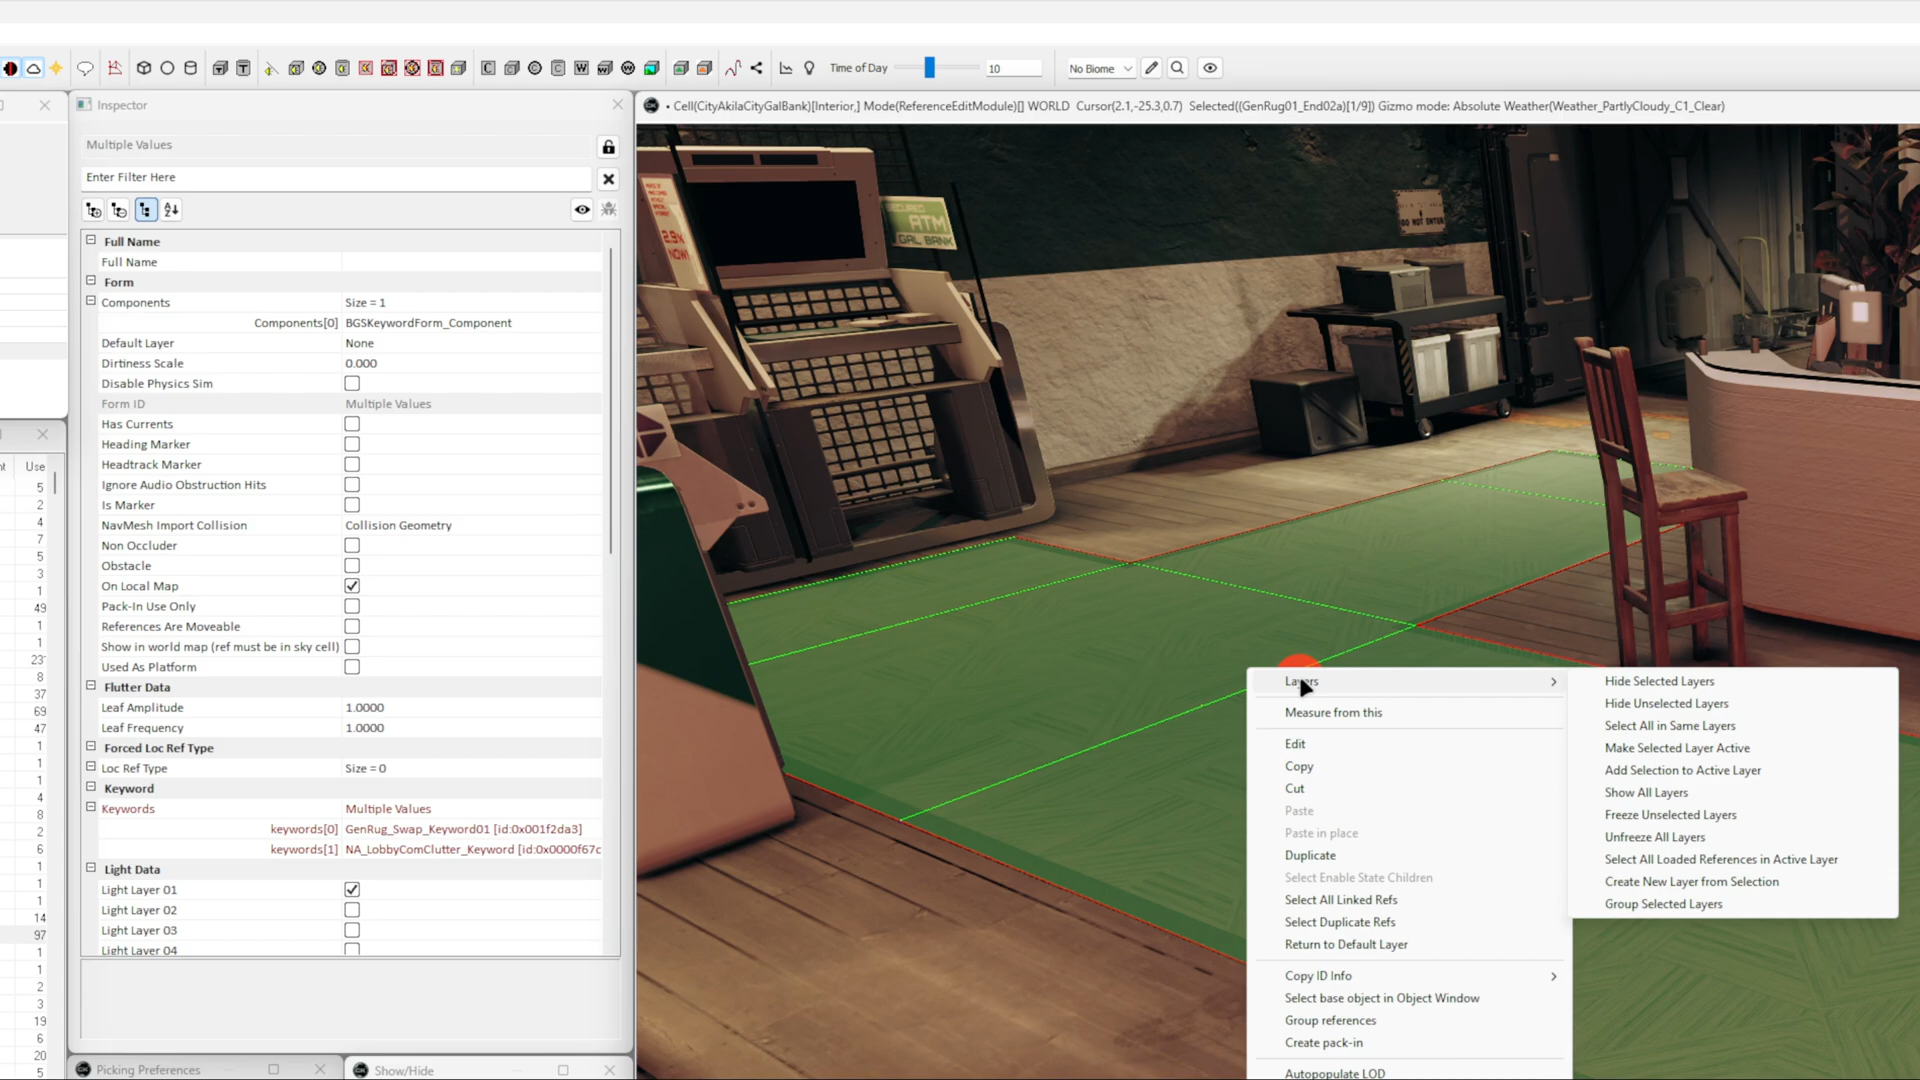 Time of Day
10
No Biome
Inspector
• Cell(CityAkilaCityGalBank)[Interior,] Mode(ReferenceEditModule)[] WORLD Cursor(2.1,-25.3,0.7) Selected((GenRug01_End02a)[1/9]) Gizmo mode: Absolute Weather(Weather_PartlyCloudy_C1_Clear)
Multiple Values
Enter Filter Here
Full Name
Full Name
Form
Components Size = 1
Components[0] BGSKeywordForm_Component
Default Layer None
Dirtiness Scale 0.000
Disable Physics Sim
Form ID Multiple Values
Has Currents
Heading Marker
Headtrack Marker
Ignore Audio Obstruction Hits
Is Marker
NavMesh Import Collision Collision Geometry
Non Occluder
Obstacle
On Local Map
Pack-In Use Only
References Are Moveable
Show in world map (ref must be in sky cell)
Used As Platform
Flutter Data
Leaf Amplitude 1.0000
Leaf Frequency 1.0000
Forced Loc Ref Type
Loc Ref Type Size = 0
Keyword
Keywords Multiple Values
keywords[0] GenRug_Swap_Keyword01 [id:0x001f2da3]
keywords[1] NA_LobbyComClutter_Keyword [id:0x0000f67c
Light Data
Light Layer 01
Light Layer 02
Light Layer 03
Light Layer 04
Picking Preferences
Show/Hide
Use
5
2
4
7
5
3
1
49
1
1
23
8
37
69
47
1
1
1
4
8
2
6
1
1
1
14
97
1
1
2
3
19
6
20
5
SECURED
ATM
GAL BANK
2.9%
NOW!
DO NOT ENTER
Layers
Measure from this
Edit
Copy
Cut
Paste
Paste in place
Duplicate
Select Enable State Children
Select All Linked Refs
Select Duplicate Refs
Return to Default Layer
Copy ID Info
Select base object in Object Window
Group references
Create pack-in
Autopopulate LOD
Hide Selected Layers
Hide Unselected Layers
Select All in Same Layers
Make Selected Layer Active
Add Selection to Active Layer
Show All Layers
Freeze Unselected Layers
Unfreeze All Layers
Select All Loaded References in Active Layer
Create New Layer from Selection
Group Selected Layers